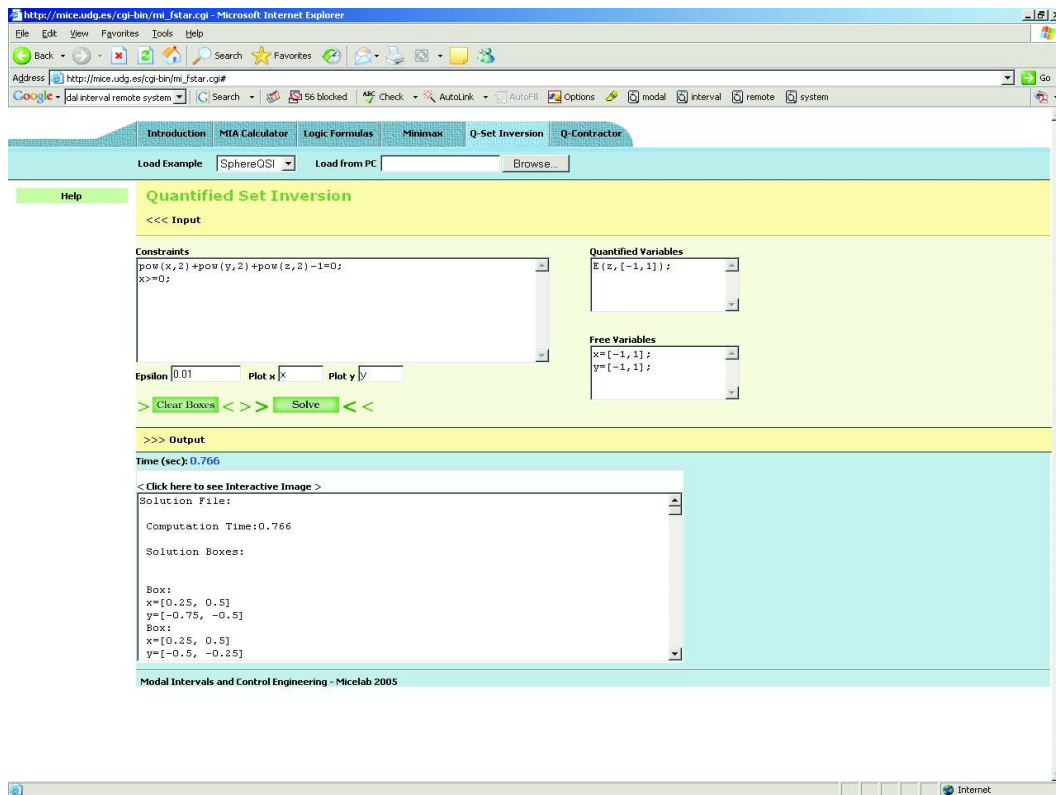 http://mice.udg.es/cgi-bin/mi_fstar.cgi - Microsoft Internet Explorer
File Edit View Favorites Tools Help
Back Search Favorites
Address http://mice.udg.es/cgi-bin/mi_fstar.cgi# Go
Google dal interval remote system Search 56 blocked ABC Check AutoLink AutoFill Options modal interval remote system
Introduction MIA Calculator Logic Formulas Minimax Q-Set Inversion Q-Contractor
Load Example SphereQSI Load from PC Browse...
Help
Quantified Set Inversion
<<< Input
Constraints
pow(x,2)+pow(y,2)+pow(z,2)-1=0;
x>=0;
Quantified Variables
E(z,[-1,1]);
Free Variables
x=[-1,1];
y=[-1,1];
Epsilon 0.01 Plot x x Plot y y
> Clear Boxes < > > Solve < <
>>> Output
Time (sec): 0.766
< Click here to see Interactive Image >
Solution File:
Computation Time:0.766
Solution Boxes:
Box:
x=[0.25, 0.5]
y=[-0.75, -0.5]
Box:
x=[0.25, 0.5]
y=[-0.5, -0.25]
Modal Intervals and Control Engineering - Micelab 2005
Internet